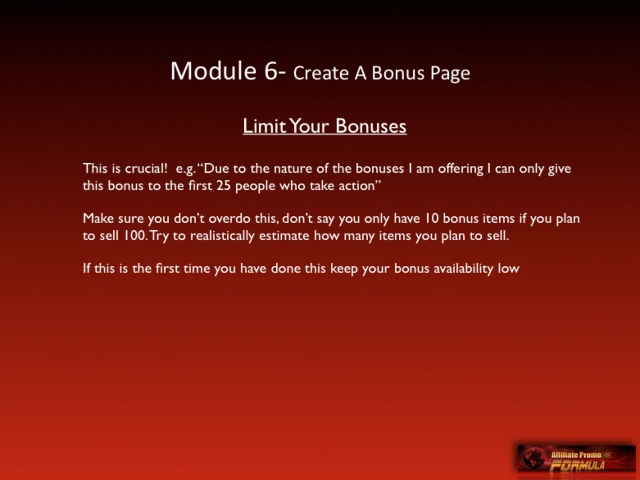 Module 6- Create A Bonus Page
Limit Your Bonuses
This is crucial!  e.g. “Due to the nature of the bonuses I am offering I can only give
this bonus to the first 25 people who take action”
Make sure you don’t overdo this, don’t say you only have 10 bonus items if you plan
to sell 100. Try to realistically estimate how many items you plan to sell.
If this is the first time you have done this keep your bonus availability low
Affiliate Promo
FORMULA